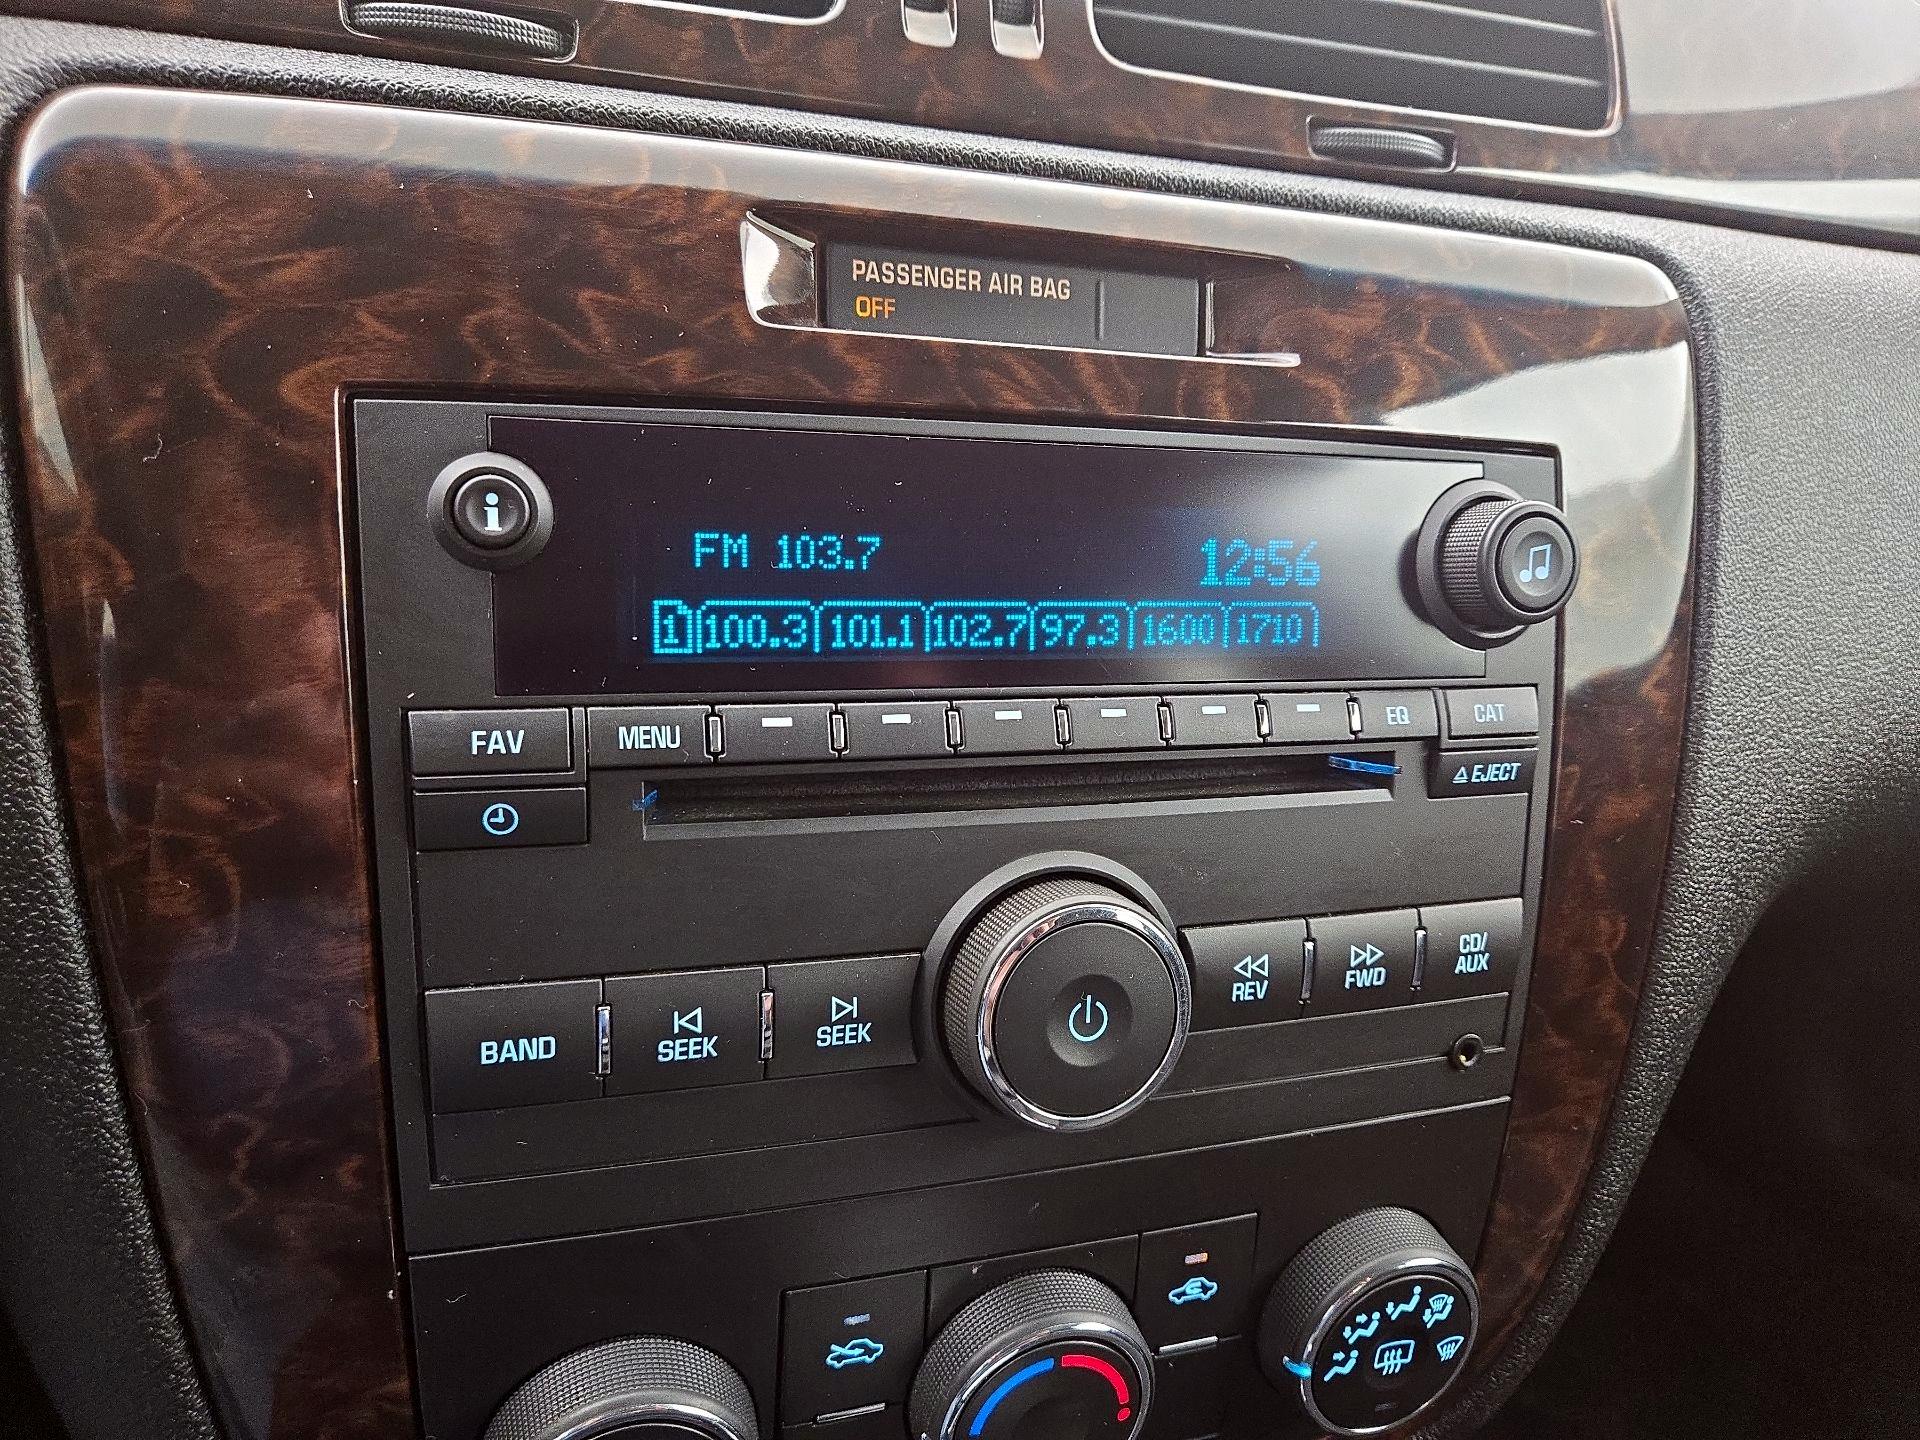 PASSENGER AIR BAG
OFF
i
FM 103.7 12:56
1 100.3 101.1 102.7 97.3 1600 1710
FAV MENU EQ CAT
EJECT
BAND SEEK SEEK REV FWD CD/
AUX